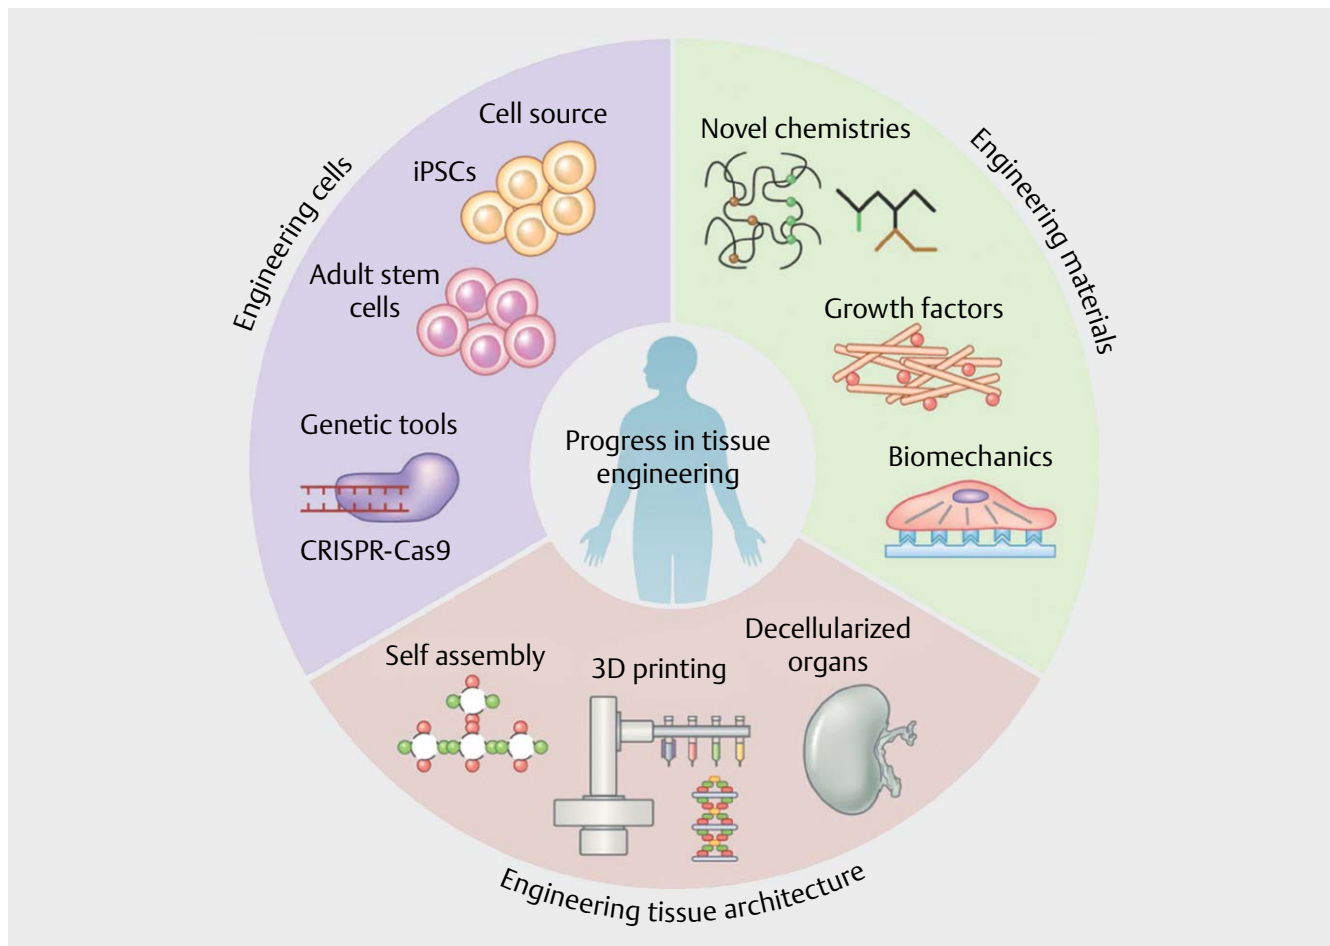 Engineering cells
Cell source
iPSCs
Adult stem
cells
Genetic tools
CRISPR-Cas9
Engineering materials
Novel chemistries
Growth factors
Biomechanics
Progress in tissue
engineering
Self assembly
3D printing
Decellularized
organs
Engineering tissue architecture